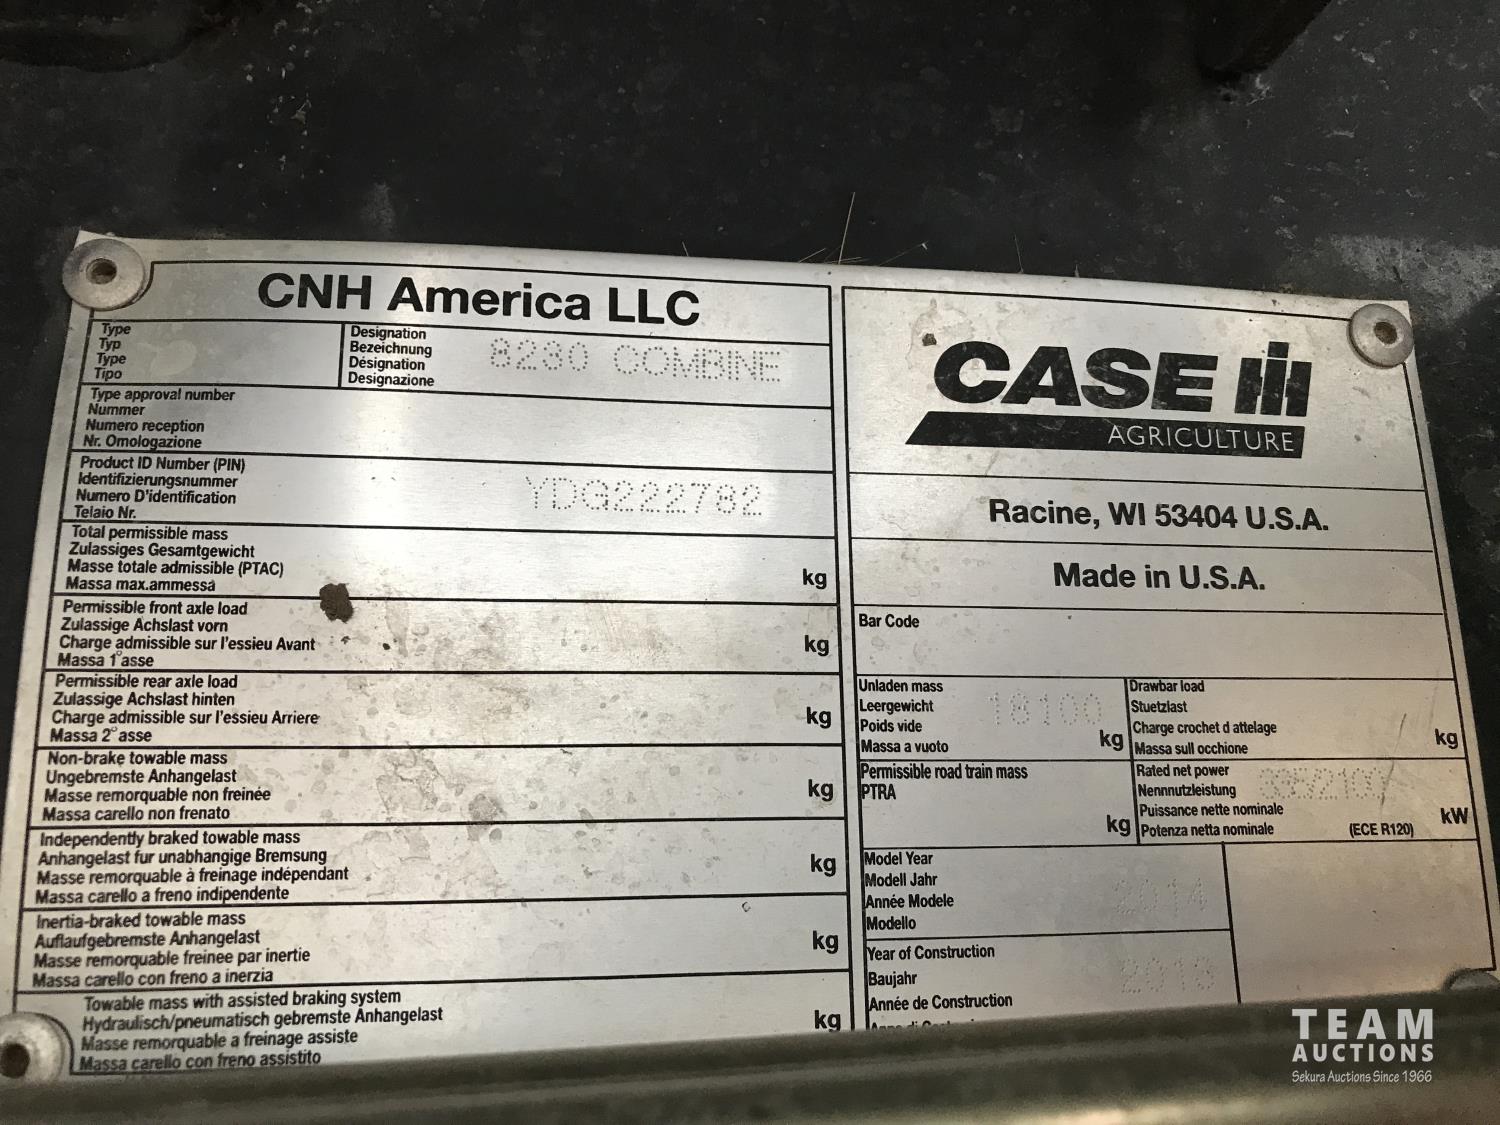 CNH America LLC
Type
Typ
Type
Tipo
Designation
Bezeichnung
Désignation
Designazione
8230 COMBINE
Type approval number
Nummer
Numero reception
Nr. Omologazione
Product ID Number (PIN)
Identifizierungsnummer
Numero D'identification
Telaio Nr.
YDG222782
Total permissible mass
Zulassiges Gesamtgewicht
Masse totale admissible (PTAC)
Massa max.ammessa
kg
Permissible front axle load
Zulassige Achslast vorn
Charge admissible sur l'essieu Avant
Massa 1°asse
kg
Permissible rear axle load
Zulassige Achslast hinten
Charge admissible sur l'essieu Arriere
Massa 2°asse
kg
Non-brake towable mass
Ungebremste Anhangelast
Masse remorquable non freinée
Massa carello non frenato
kg
Independently braked towable mass
Anhangelast fur unabhangige Bremsung
Masse remorquable à freinage indépendant
Massa carello a freno indipendente
kg
Inertia-braked towable mass
Auflaufgebremste Anhangelast
Masse remorquable freinee par inertie
Massa carello con freno a inerzia
kg
Towable mass with assisted braking system
Hydraulisch/pneumatisch gebremste Anhangelast
Masse remorquable a freinage assiste
Massa carello con freno assistito
kg
CASE IH
AGRICULTURE
Racine, WI 53404 U.S.A.
Made in U.S.A.
Bar Code
Unladen mass
Leergewicht
Poids vide
Massa a vuoto
18100
kg
Drawbar load
Stuetzlast
Charge crochet d attelage
Massa sull occhione
kg
Permissible road train mass
PTRA
kg
Rated net power
Nennnutzleistung
Puissance nette nominale
Potenza netta nominale
(ECE R120)
kW
Model Year
Modell Jahr
Année Modele
Modello
2014
Year of Construction
Baujahr
Année de Construction
2013
TEAM
AUCTIONS
Sekura Auctions Since 1966